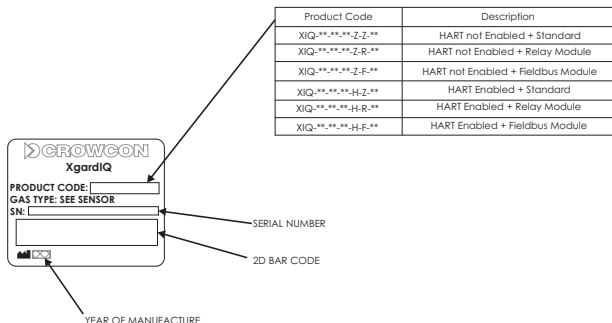 Product Code Description
XIQ-**-**-**-Z-Z-** HART not Enabled + Standard
XIQ-**-**-**-Z-R-** HART not Enabled + Relay Module
XIQ-**-**-**-Z-F-** HART not Enabled + Fieldbus Module
XIQ-**-**-**-H-Z-** HART Enabled + Standard
XIQ-**-**-**-H-R-** HART Enabled + Relay Module
XIQ-**-**-**-H-F-** HART Enabled + Fieldbus Module
CROWCON
XgardIQ
PRODUCT CODE:
GAS TYPE: SEE SENSOR
SN:
SERIAL NUMBER
2D BAR CODE
YEAR OF MANUFACTURE